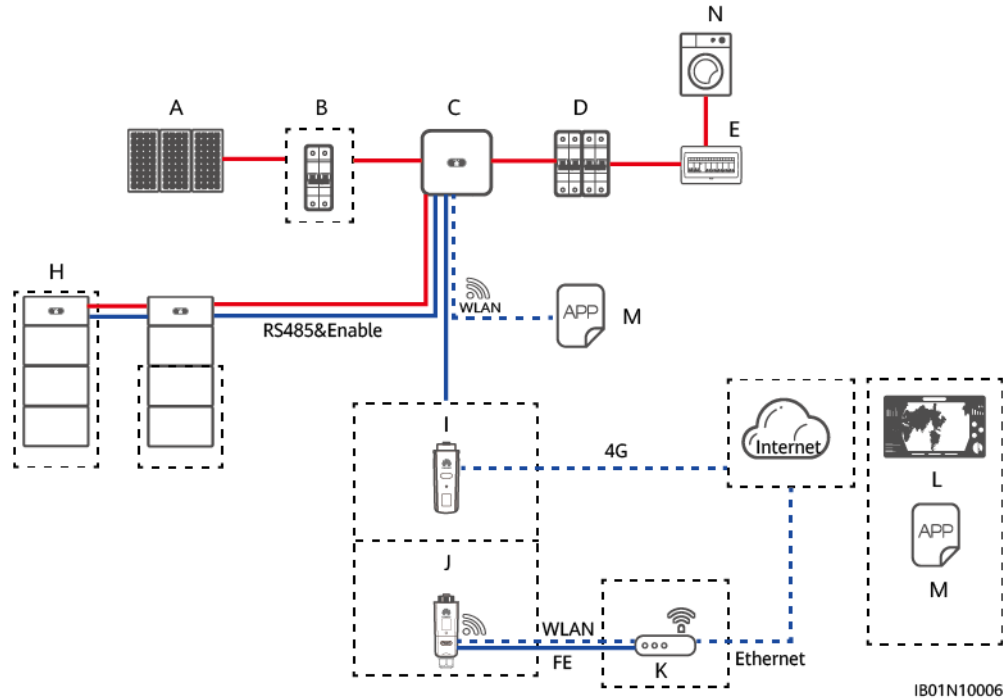 N
A
B
C
D
E
H
WLAN
APP
M
RS485&Enable
I
4G
Internet
L
APP
M
J
WLAN
FE
K
Ethernet
IB01N10006